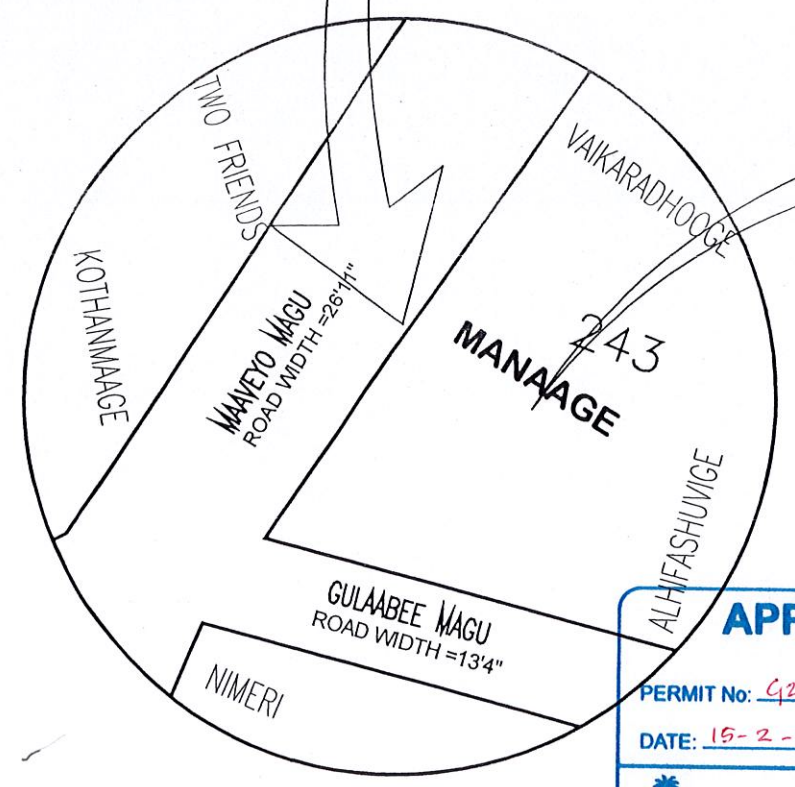 TWO FRIENDS
KOTHANMAAGE
MAAVEYO MAGU
ROAD WIDTH =26'11"
VAIKARADHOOGE
243
MANAAGE
ALHIFASHUVIGE
GULAABEE MAGU
ROAD WIDTH =13'4"
NIMERI
PERMIT No:
DATE: 15-2-